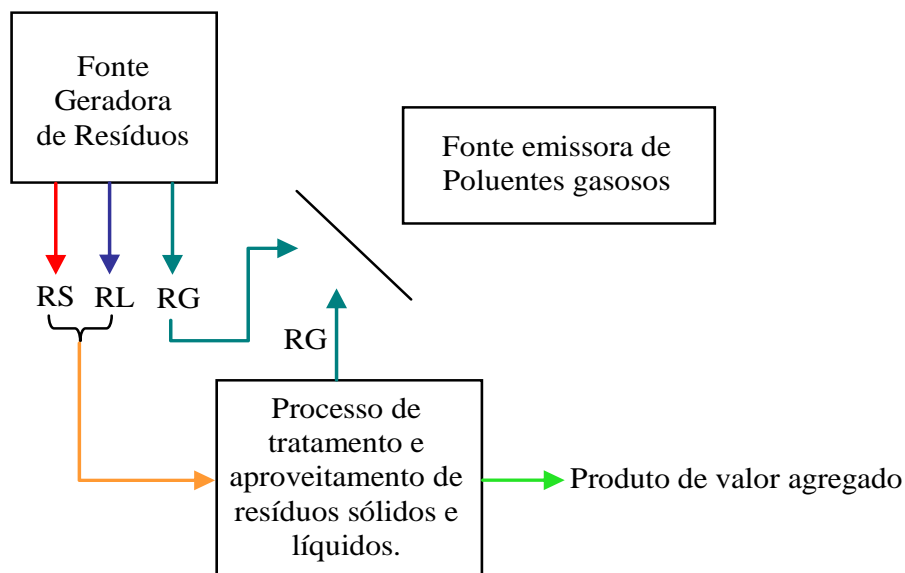 Fonte
Geradora
de Resíduos
Fonte emissora de
Poluentes gasosos
RS
RL
RG
RG
Processo de
tratamento e
aproveitamento de
resíduos sólidos e
líquidos.
Produto de valor agregado